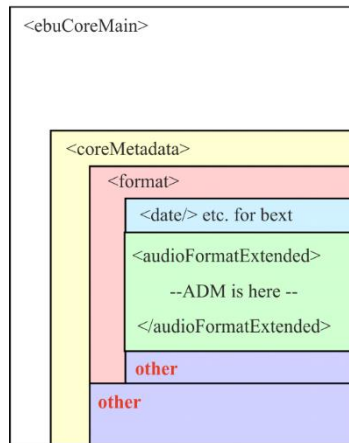 <ebuCoreMain>
<coreMetadata>
<format>
<date/> etc. for bext
<audioFormatExtended>
--ADM is here --
</audioFormatExtended>
other
other